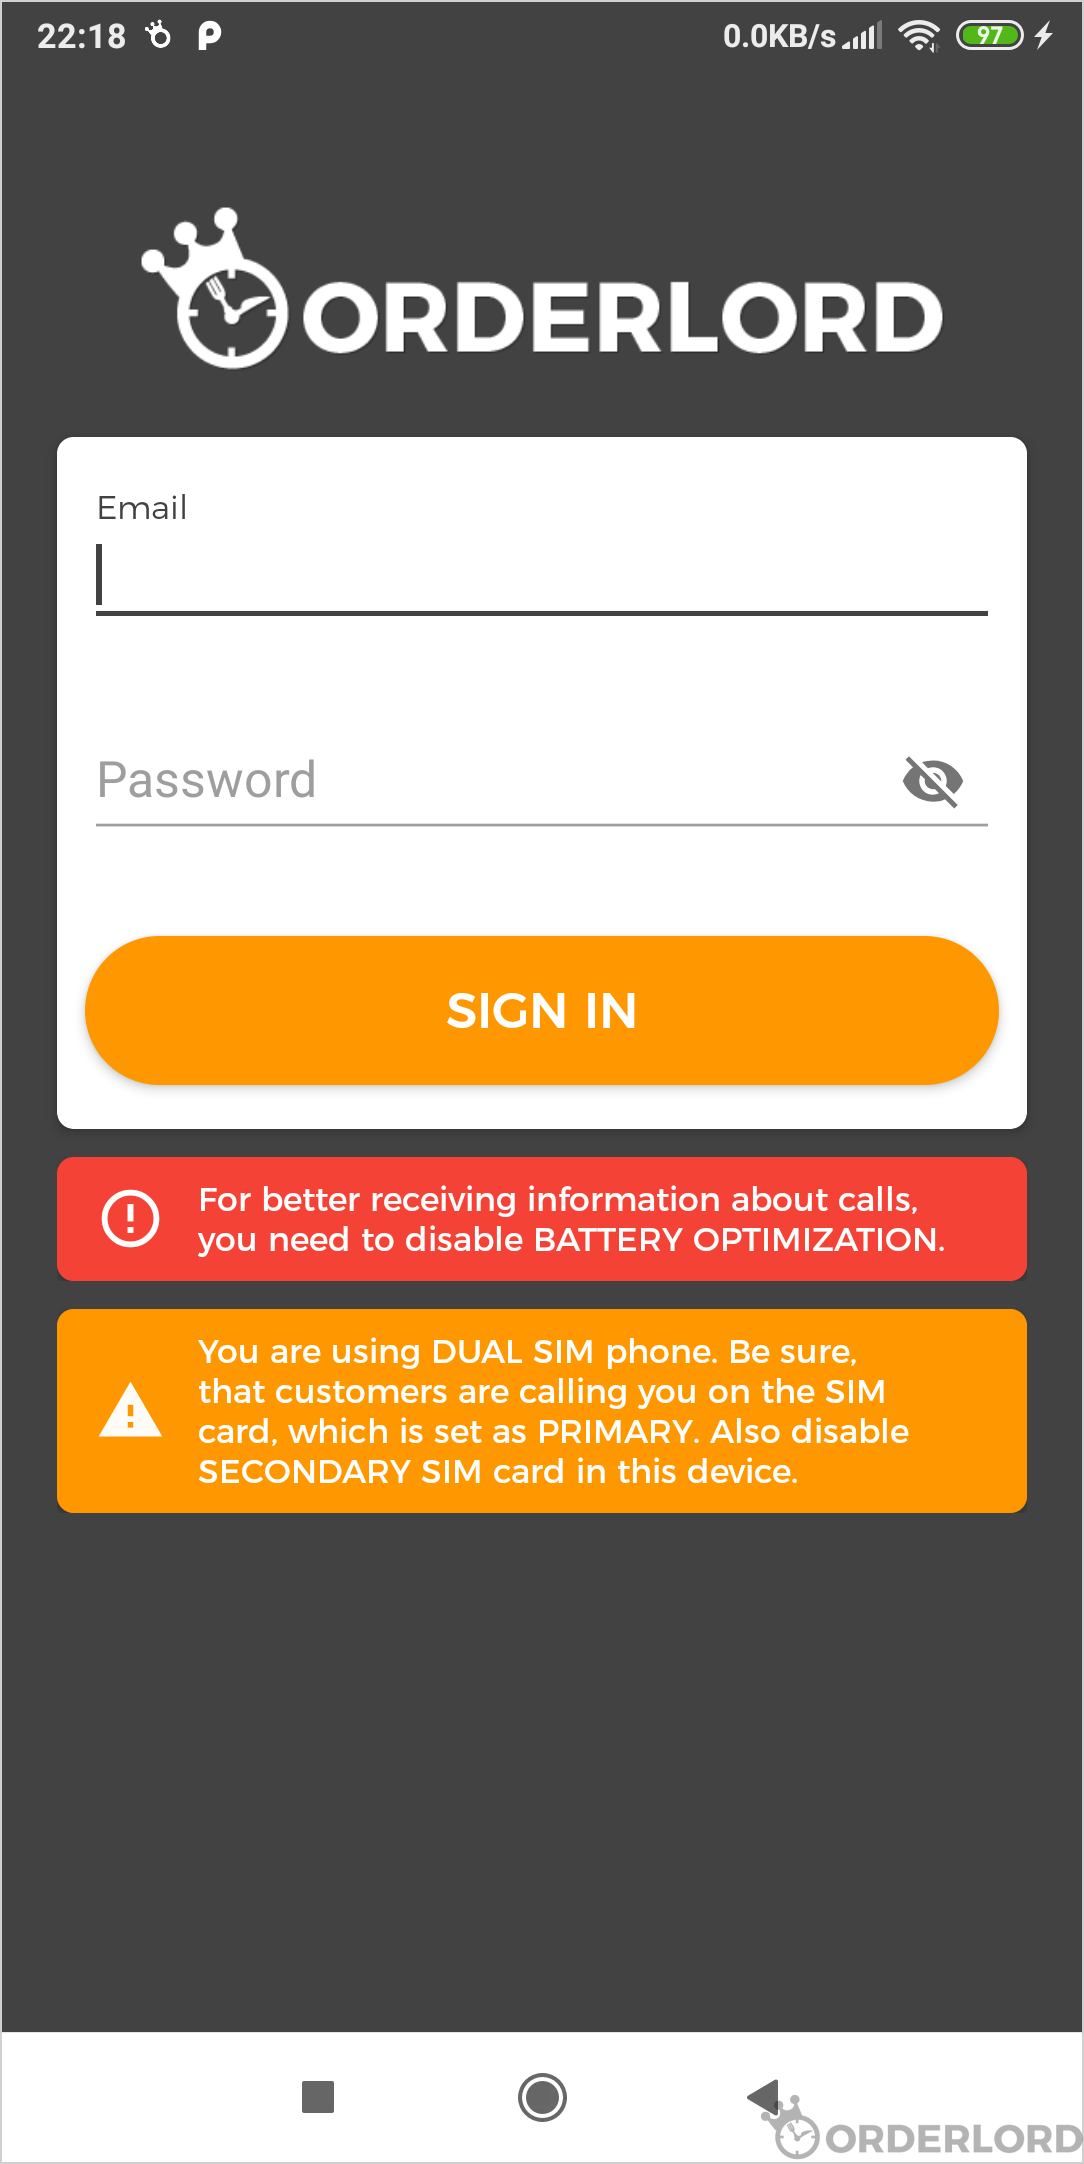 22:18
0.0KB/s
97
ORDERLORD
Email
Password
SIGN IN
For better receiving information about calls,
you need to disable BATTERY OPTIMIZATION.
You are using DUAL SIM phone. Be sure,
that customers are calling you on the SIM
card, which is set as PRIMARY. Also disable
SECONDARY SIM card in this device.
ORDERLORD